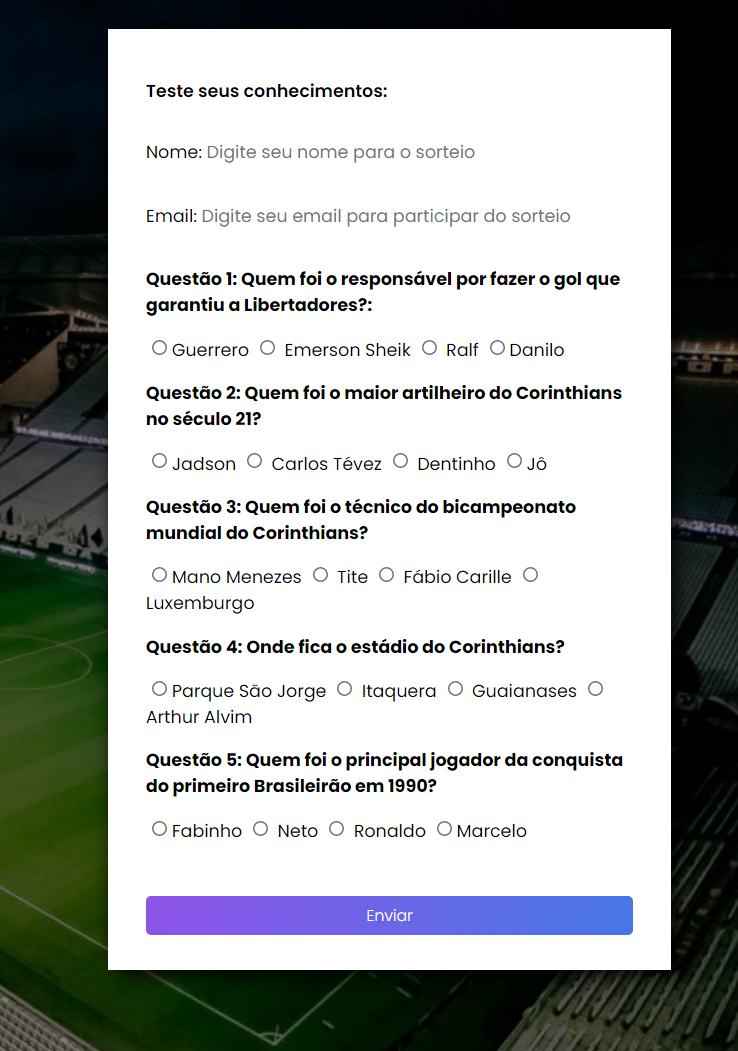 Teste seus conhecimentos:
Nome: Digite seu nome para o sorteio
Email: Digite seu email para participar do sorteio
Questão 1: Quem foi o responsável por fazer o gol que
garantiu a Libertadores?:
Guerrero Emerson Sheik Ralf Danilo
Questão 2: Quem foi o maior artilheiro do Corinthians
no século 21?
Jadson Carlos Tévez Dentinho Jô
Questão 3: Quem foi o técnico do bicampeonato
mundial do Corinthians?
Mano Menezes Tite Fábio Carille
Luxemburgo
Questão 4: Onde fica o estádio do Corinthians?
Parque São Jorge Itaquera Guaianases
Arthur Alvim
Questão 5: Quem foi o principal jogador da conquista
do primeiro Brasileirão em 1990?
Fabinho Neto Ronaldo Marcelo
Enviar